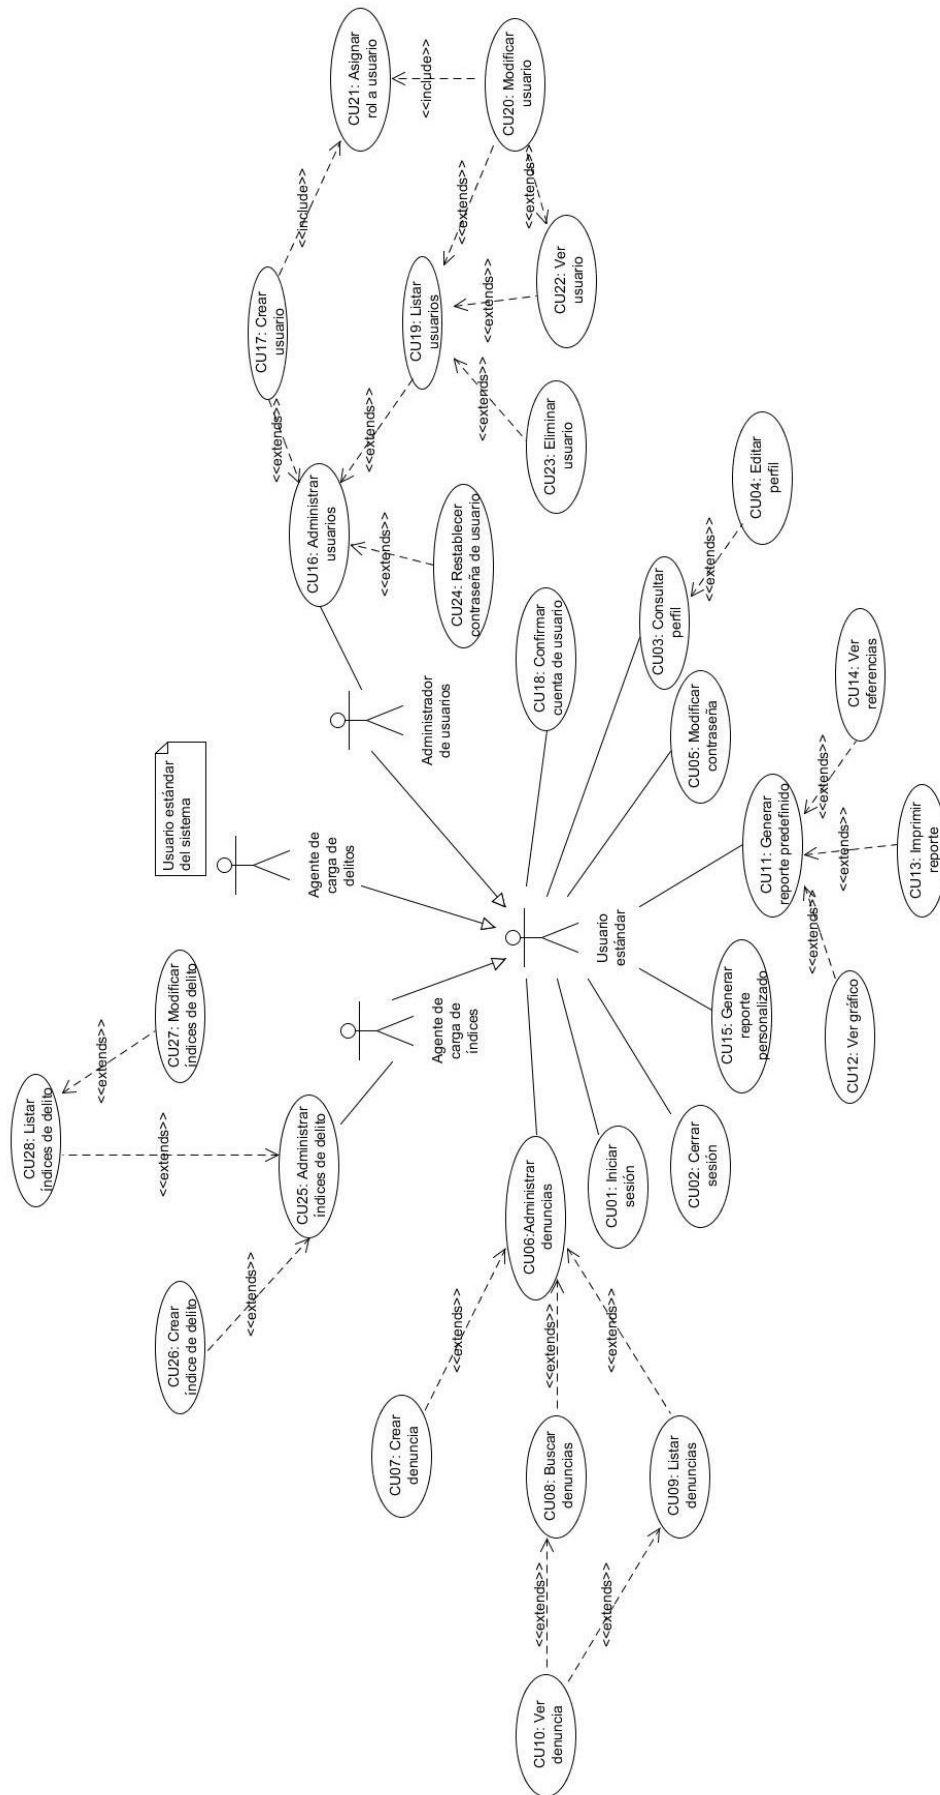 CU28: Listar
índices de delito
<<extends>>
<<extends>>
CU27: Modificar
índices de delito
CU26: Crear
índice de delito
<<extends>>
CU25: Administrar
índices de delito
Usuario estándar
del sistema
Agente de
carga de
delitos
Agente de
carga de
índices
Administrador
de usuarios
CU16: Administrar
usuarios
<<extends>>
CU17: Crear
usuario
<<include>>
CU21: Asignar
rol a usuario
<<extends>>
<<extends>>
<<include>>
CU19: Listar
usuarios
<<extends>>
CU24: Restablecer
contraseña de usuario
<<extends>>
<<extends>>
<<extends>>
CU20: Modificar
usuario
CU23: Eliminar
usuario
CU22: Ver
usuario
CU07: Crear
denuncia
<<extends>>
CU06:Administrar
denuncias
Usuario
estándar
CU18: Confirmar
cuenta de usuario
CU10: Ver
denuncia
<<extends>>
CU08: Buscar
denuncias
<<extends>>
<<extends>>
<<extends>>
CU09: Listar
denuncias
CU01: Iniciar
sesión
CU02: Cerrar
sesión
CU03: Consultar
perfil
<<extends>>
CU04: Editar
perfil
CU05: Modificar
contraseña
CU15: Generar
reporte
personalizado
CU11: Generar
reporte predefinido
<<extends>>
<<extends>>
<<extends>>
CU12: Ver gráfico
CU14: Ver
referencias
CU13: Imprimir
reporte